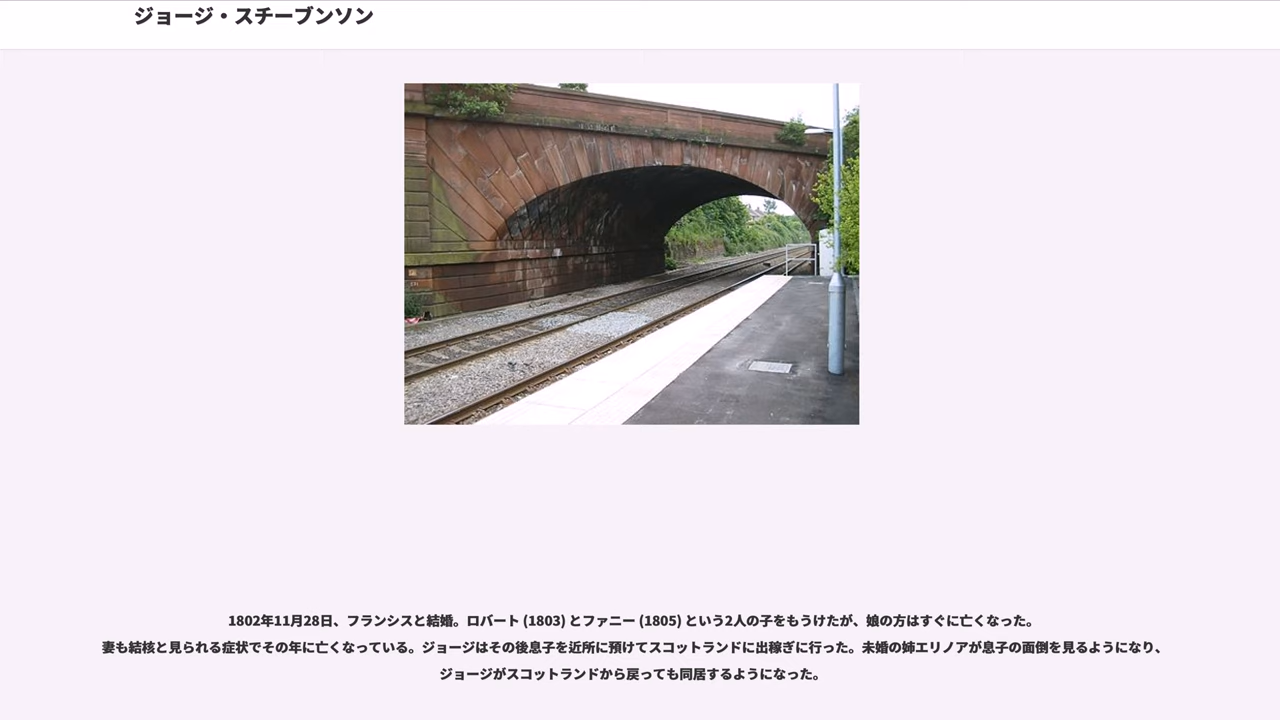 ジョージ・スチーブンソン
1802年11月28日、フランシスと結婚。ロバート (1803) とファニー (1805) という2人の子をもうけたが、娘の方はすぐに亡くなった。
妻も結核と見られる症状でその年に亡くなっている。ジョージはその後息子を近所に預けてスコットランドに出稼ぎに行った。未婚の姉エリノアが息子の面倒を見るようになり、
ジョージがスコットランドから戻っても同居するようになった。